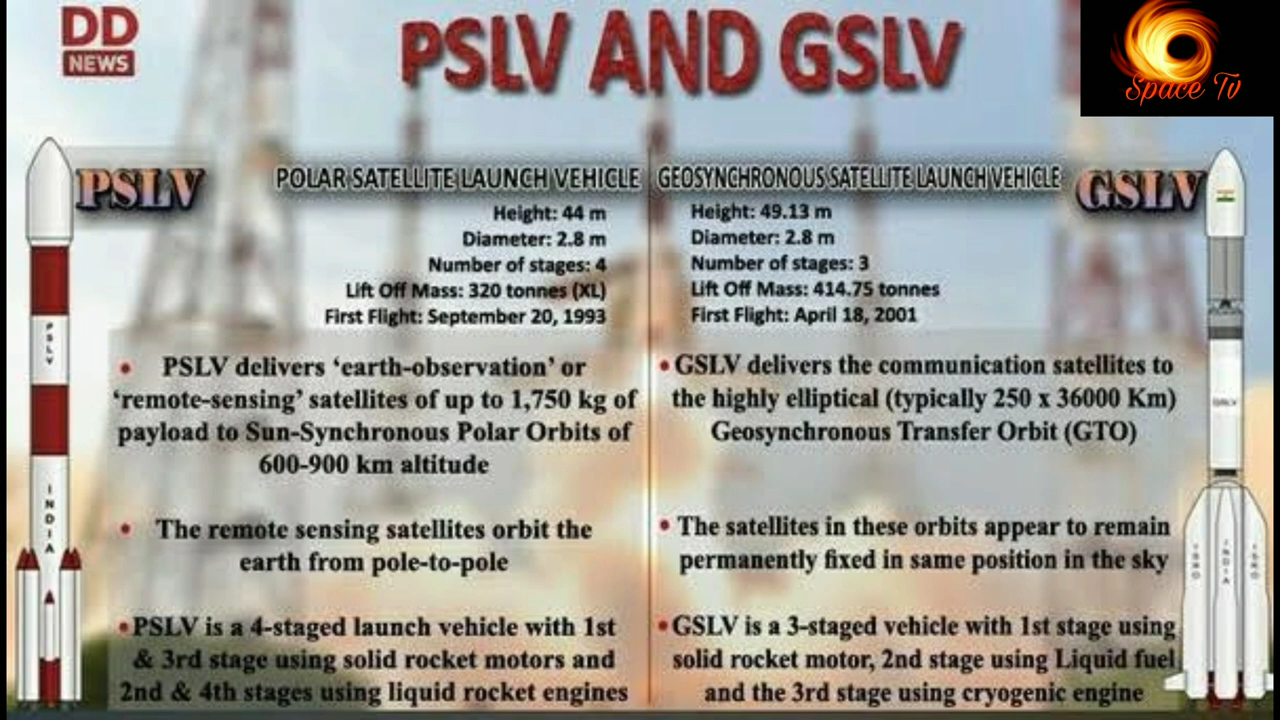 DD
NEWS
PSLV AND GSLV
Space Tv
PSLV
POLAR SATELLITE LAUNCH VEHICLE
Height: 44 m
Diameter: 2.8 m
Number of stages: 4
Lift Off Mass: 320 tonnes (XL)
First Flight: September 20, 1993
• PSLV delivers ‘earth-observation’ or
‘remote-sensing’ satellites of up to 1,750 kg of
payload to Sun-Synchronous Polar Orbits of
600-900 km altitude
• The remote sensing satellites orbit the
earth from pole-to-pole
• PSLV is a 4-staged launch vehicle with 1st
& 3rd stage using solid rocket motors and
2nd & 4th stages using liquid rocket engines
GEOSYNCHRONOUS SATELLITE LAUNCH VEHICLE
GSLV
Height: 49.13 m
Diameter: 2.8 m
Number of stages: 3
Lift Off Mass: 414.75 tonnes
First Flight: April 18, 2001
• GSLV delivers the communication satellites to
the highly elliptical (typically 250 x 36000 Km)
Geosynchronous Transfer Orbit (GTO)
• The satellites in these orbits appear to remain
permanently fixed in same position in the sky
• GSLV is a 3-staged vehicle with 1st stage using
solid rocket motor, 2nd stage using Liquid fuel
and the 3rd stage using cryogenic engine
PSLV
INDIA
GSLV
ISRO
INDIA
ISRO